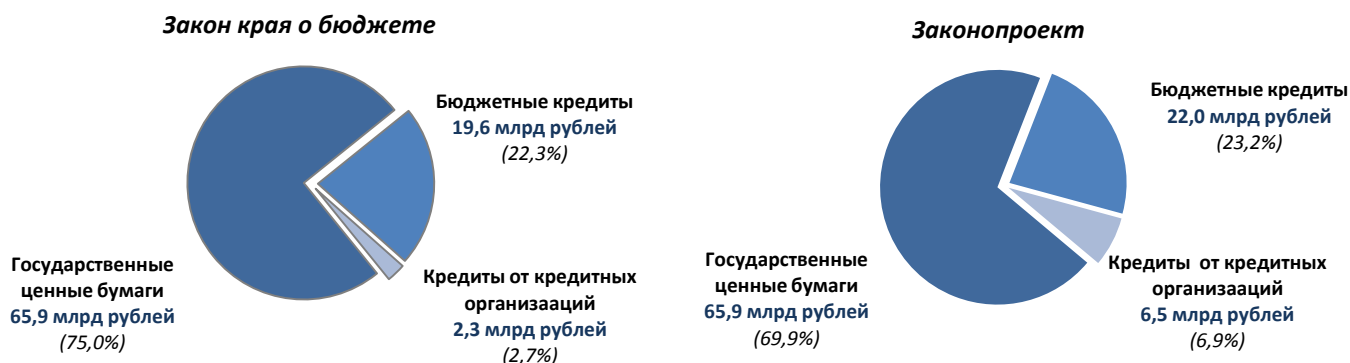 Закон края о бюджете
Бюджетные кредиты
19,6 млрд рублей
(22,3%)
Государственные
ценные бумаги
65,9 млрд рублей
(75,0%)
Кредиты от кредитных
организааций
2,3 млрд рублей
(2,7%)
Законопроект
Бюджетные кредиты
22,0 млрд рублей
(23,2%)
Государственные
ценные бумаги
65,9 млрд рублей
(69,9%)
Кредиты от кредитных
организааций
6,5 млрд рублей
(6,9%)